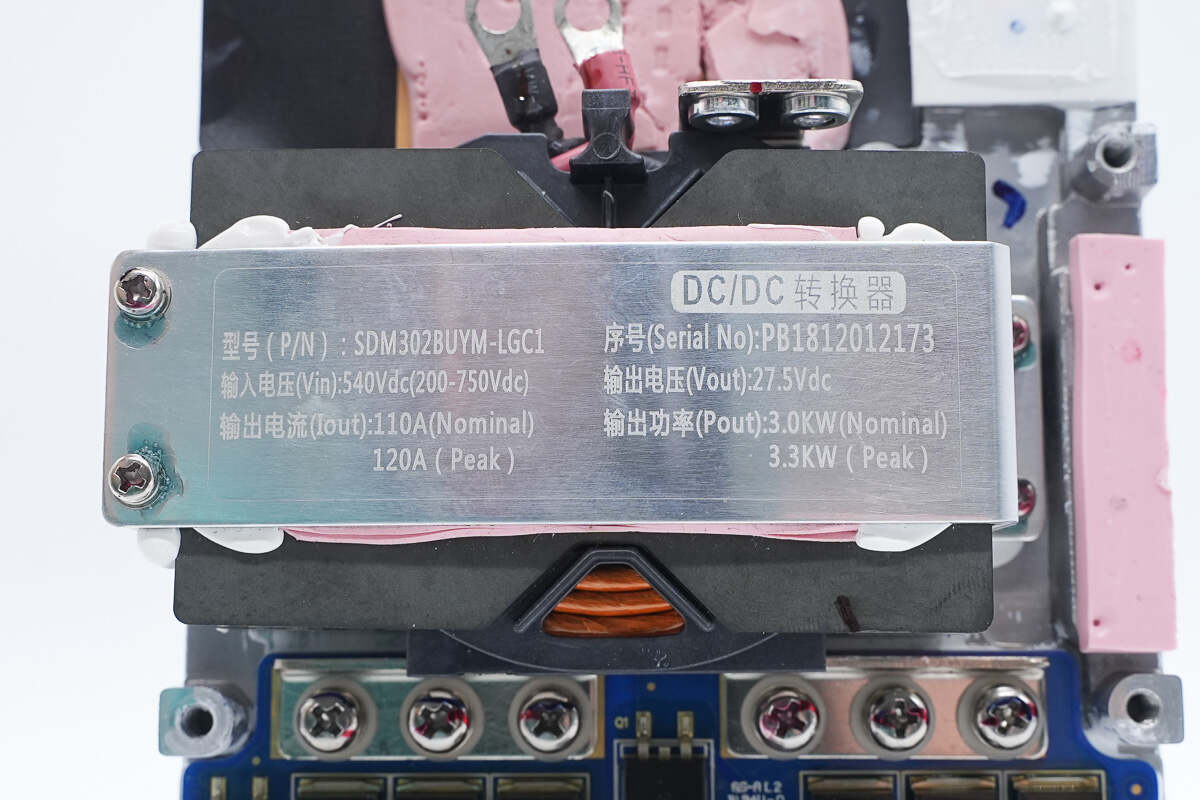 DC/DC 转换器
型号(P/N):SDM302BUYM-LGC1
序号(Serial No):PB1812012173
输入电压(Vin):540Vdc(200-750Vdc)
输出电压(Vout):27.5Vdc
输出电流(Iout):110A(Nominal)
120A(Peak)
输出功率(Pout):3.0KW(Nominal)
3.3KW(Peak)
Q1